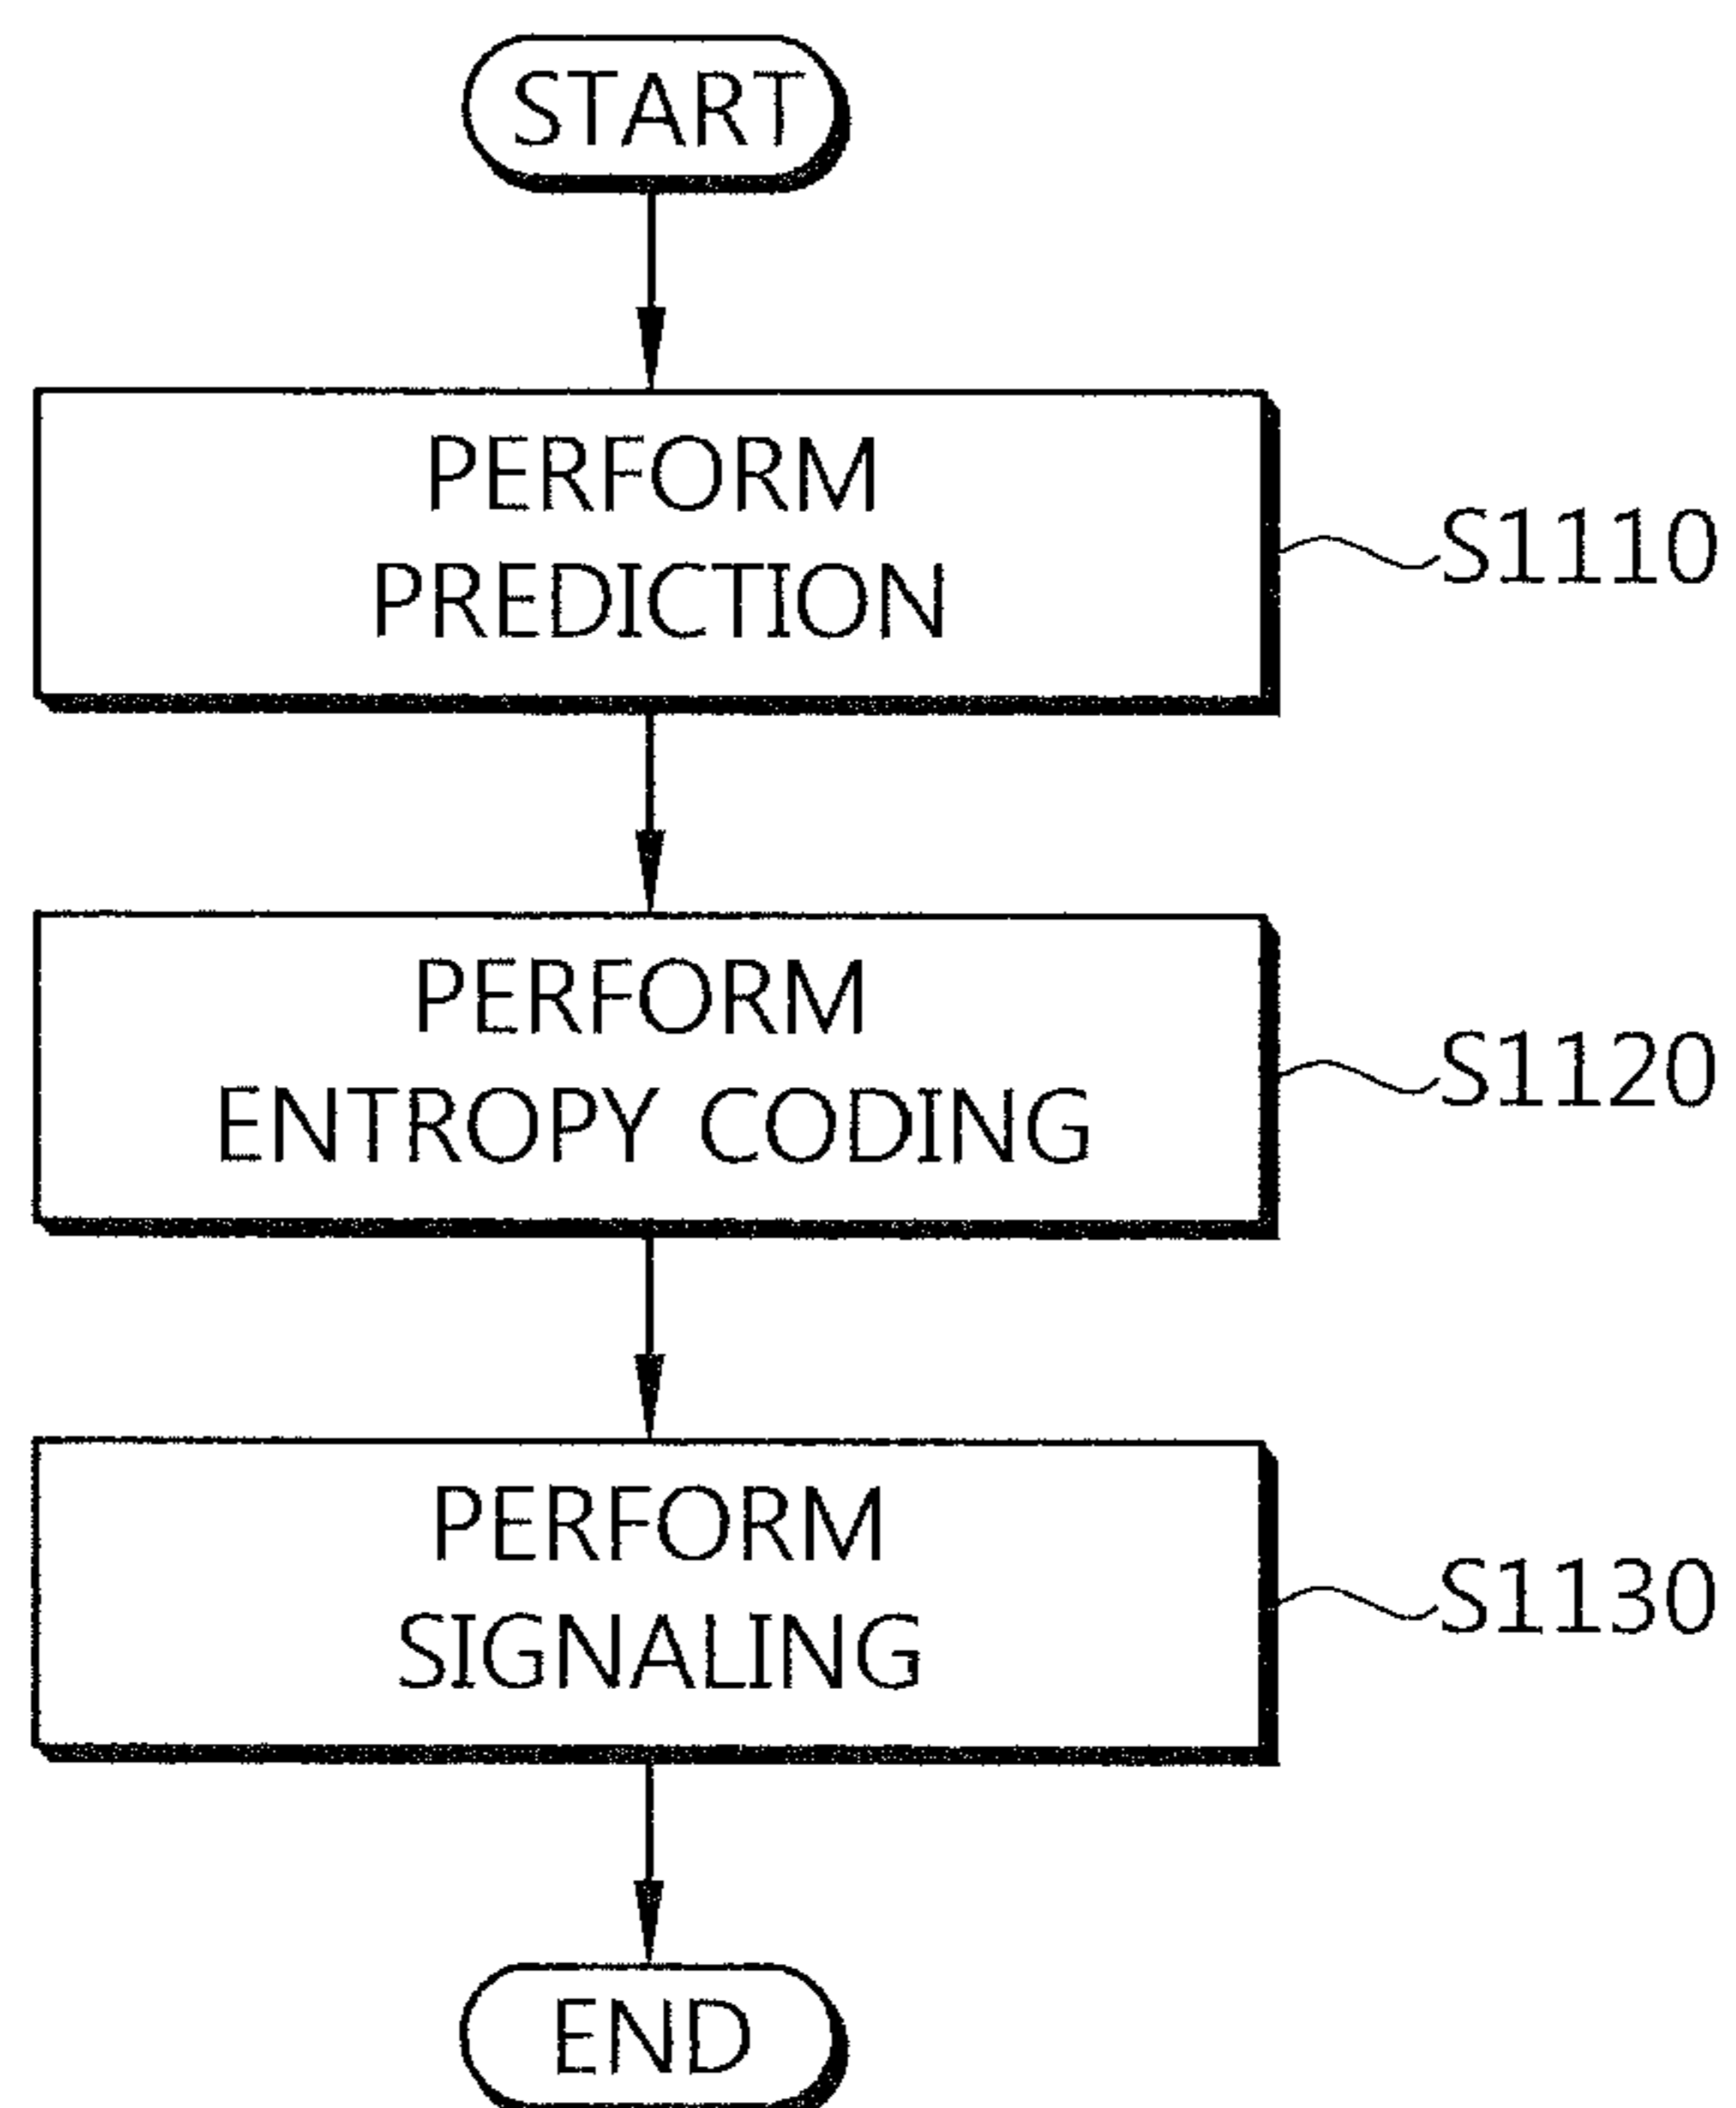 START
PERFORM
PREDICTION
S1110
PERFORM
ENTROPY CODING
S1120
PERFORM
SIGNALING
S1130
END